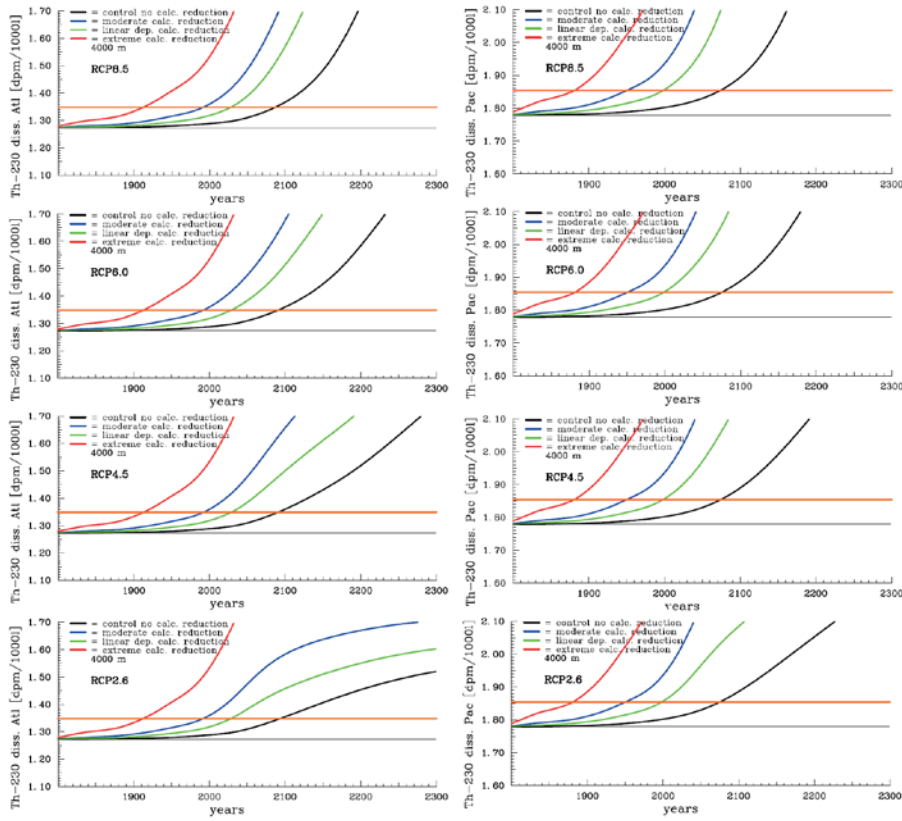 Th-230 diss. Atl [dpm/1000l]
1.70
1.60
1.50
1.40
1.30
1.20
1.10
= control no calc. reduction
= moderate calc. reduction
= linear dep. calc. reduction
= extreme calc. reduction
4000 m
RCP8.5
1900 2000 2100 2200 2300
years
Th-230 diss. Pac [dpm/1000l]
2.10
2.00
1.90
1.80
1.70
1.60
= control no calc. reduction
= moderate calc. reduction
= linear dep. calc. reduction
= extreme calc. reduction
4000 m
RCP8.5
1900 2000 2100 2200 2300
years
Th-230 diss. Atl [dpm/1000l]
1.70
1.60
1.50
1.40
1.30
1.20
1.10
= control no calc. reduction
= moderate calc. reduction
= linear dep. calc. reduction
= extreme calc. reduction
4000 m
RCP6.0
1900 2000 2100 2200 2300
years
Th-230 diss. Pac [dpm/1000l]
2.10
2.00
1.90
1.80
1.70
1.60
= control no calc. reduction
= moderate calc. reduction
= linear dep. calc. reduction
= extreme calc. reduction
4000 m
RCP6.0
1900 2000 2100 2200 2300
years
Th-230 diss. Atl [dpm/1000l]
1.70
1.60
1.50
1.40
1.30
1.20
1.10
= control no calc. reduction
= moderate calc. reduction
= linear dep. calc. reduction
= extreme calc. reduction
4000 m
RCP4.5
1900 2000 2100 2200 2300
years
Th-230 diss. Pac [dpm/1000l]
2.10
2.00
1.90
1.80
1.70
1.60
= control no calc. reduction
= moderate calc. reduction
= linear dep. calc. reduction
= extreme calc. reduction
4000 m
RCP4.5
1900 2000 2100 2200 2300
years
Th-230 diss. Atl [dpm/1000l]
1.70
1.60
1.50
1.40
1.30
1.20
1.10
= control no calc. reduction
= moderate calc. reduction
= linear dep. calc. reduction
= extreme calc. reduction
4000 m
RCP2.6
1900 2000 2100 2200 2300
years
Th-230 diss. Pac [dpm/1000l]
2.10
2.00
1.90
1.80
1.70
1.60
= control no calc. reduction
= moderate calc. reduction
= linear dep. calc. reduction
= extreme calc. reduction
4000 m
RCP2.6
1900 2000 2100 2200 2300
years